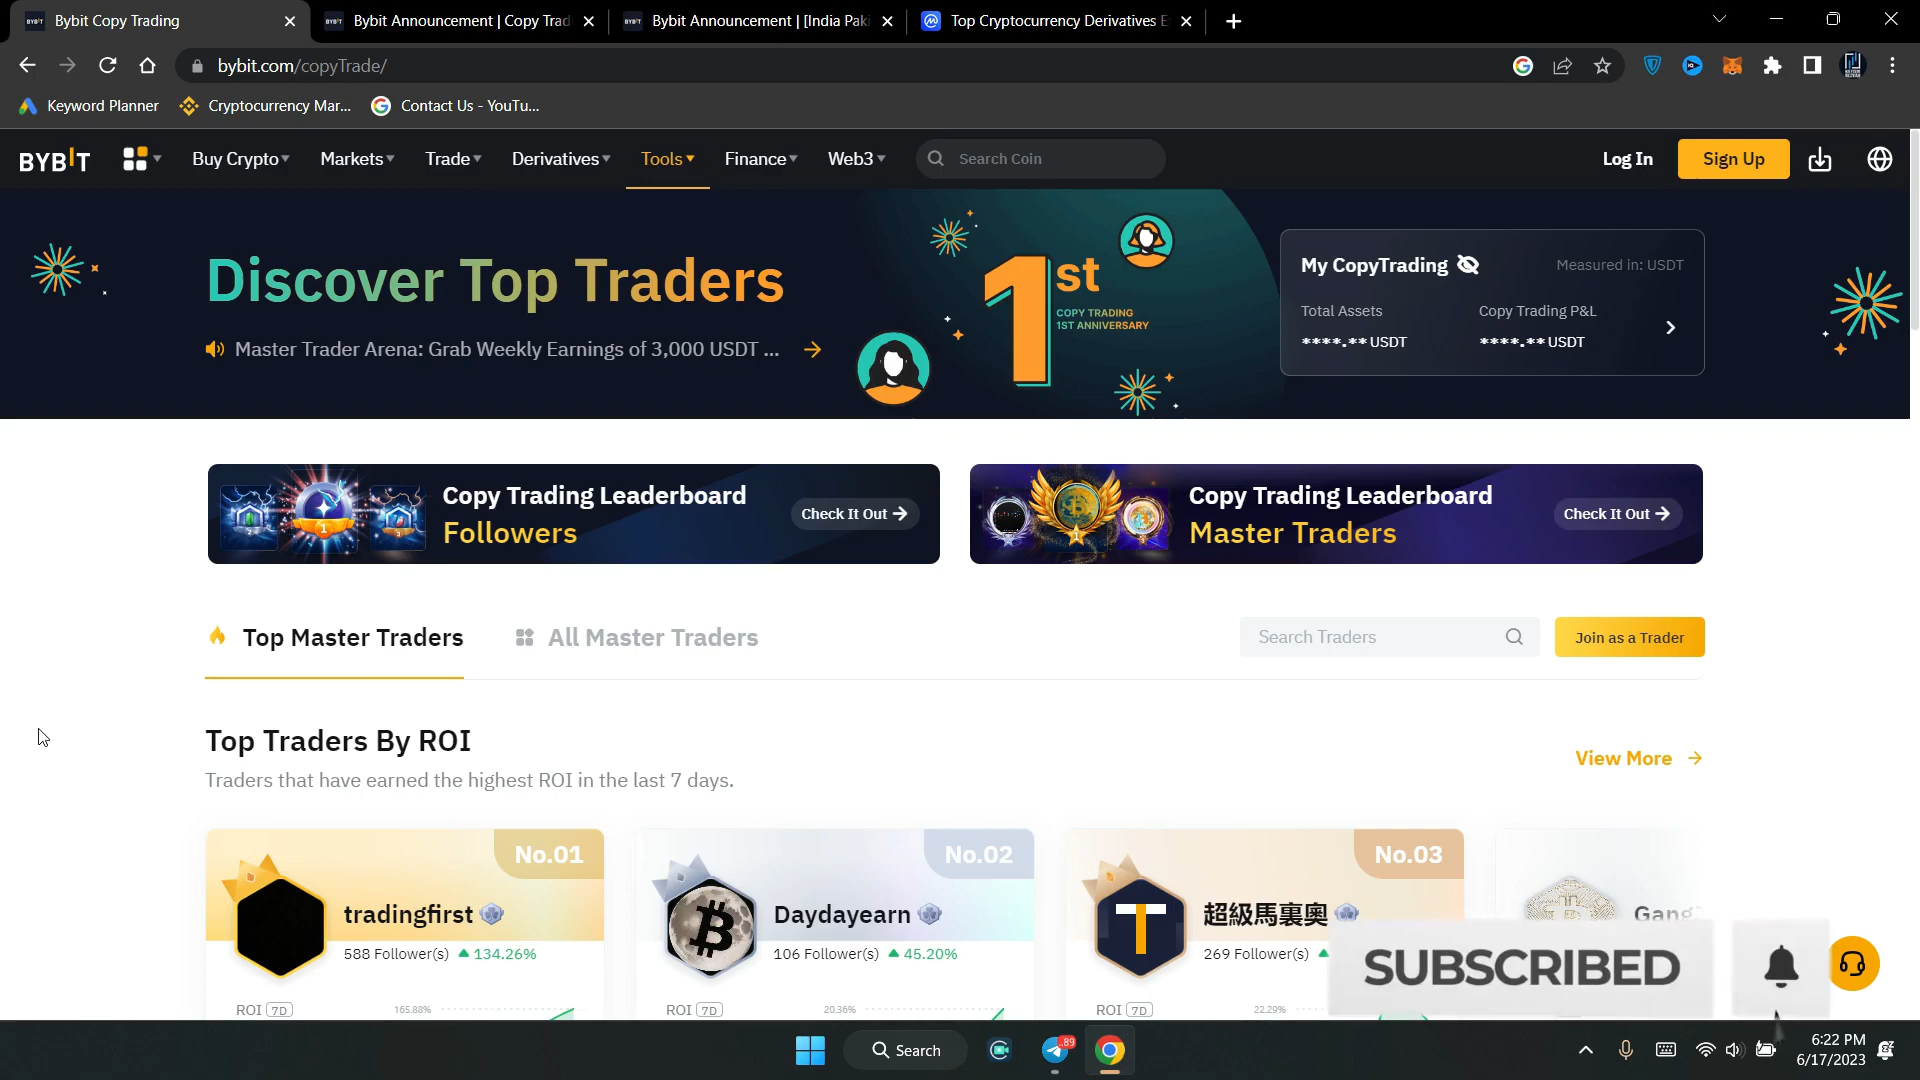 Bybit Copy Trading
Bybit Announcement | Copy Trad
Bybit Announcement | [India Paki
Top Cryptocurrency Derivatives E
bybit.com/copyTrade/
Keyword Planner
Cryptocurrency Mar...
Contact Us - YouTu...
BYBIT
Buy Crypto
Markets
Trade
Derivatives
Tools
Finance
Web3
Search Coin
Log In
Sign Up
Discover Top Traders
Master Trader Arena: Grab Weekly Earnings of 3,000 USDT ...
1st
COPY TRADING
1ST ANNIVERSARY
My CopyTrading
Measured in: USDT
Total Assets
Copy Trading P&L
****.** USDT
****.** USDT
Copy Trading Leaderboard
Followers
Check It Out
Copy Trading Leaderboard
Master Traders
Check It Out
Top Master Traders
All Master Traders
Search Traders
Join as a Trader
Top Traders By ROI
Traders that have earned the highest ROI in the last 7 days.
View More
No.01
tradingfirst
588 Follower(s) 134.26%
ROI 7D
165.88%
No.02
Daydayearn
106 Follower(s) 45.20%
ROI 7D
20.36%
No.03
超級馬裏奧
269 Follower(s)
ROI 7D
22.29%
SUBSCRIBED
Search
89
6:22 PM
6/17/2023